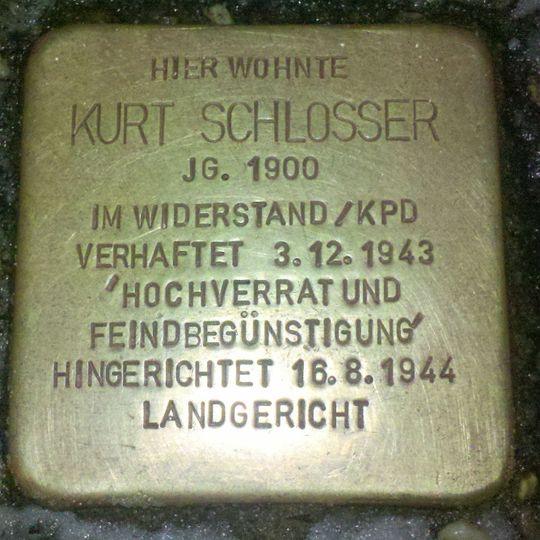 HIER WOHNTE
KURT SCHLOSSER
JG. 1900
IM WIDERSTAND/KPD
VERHAFTET 3.12.1943
'HOCHVERRAT UND
FEINDBEGÜNSTIGUNG'
HINGERICHTET 16.8.1944
LANDGERICHT